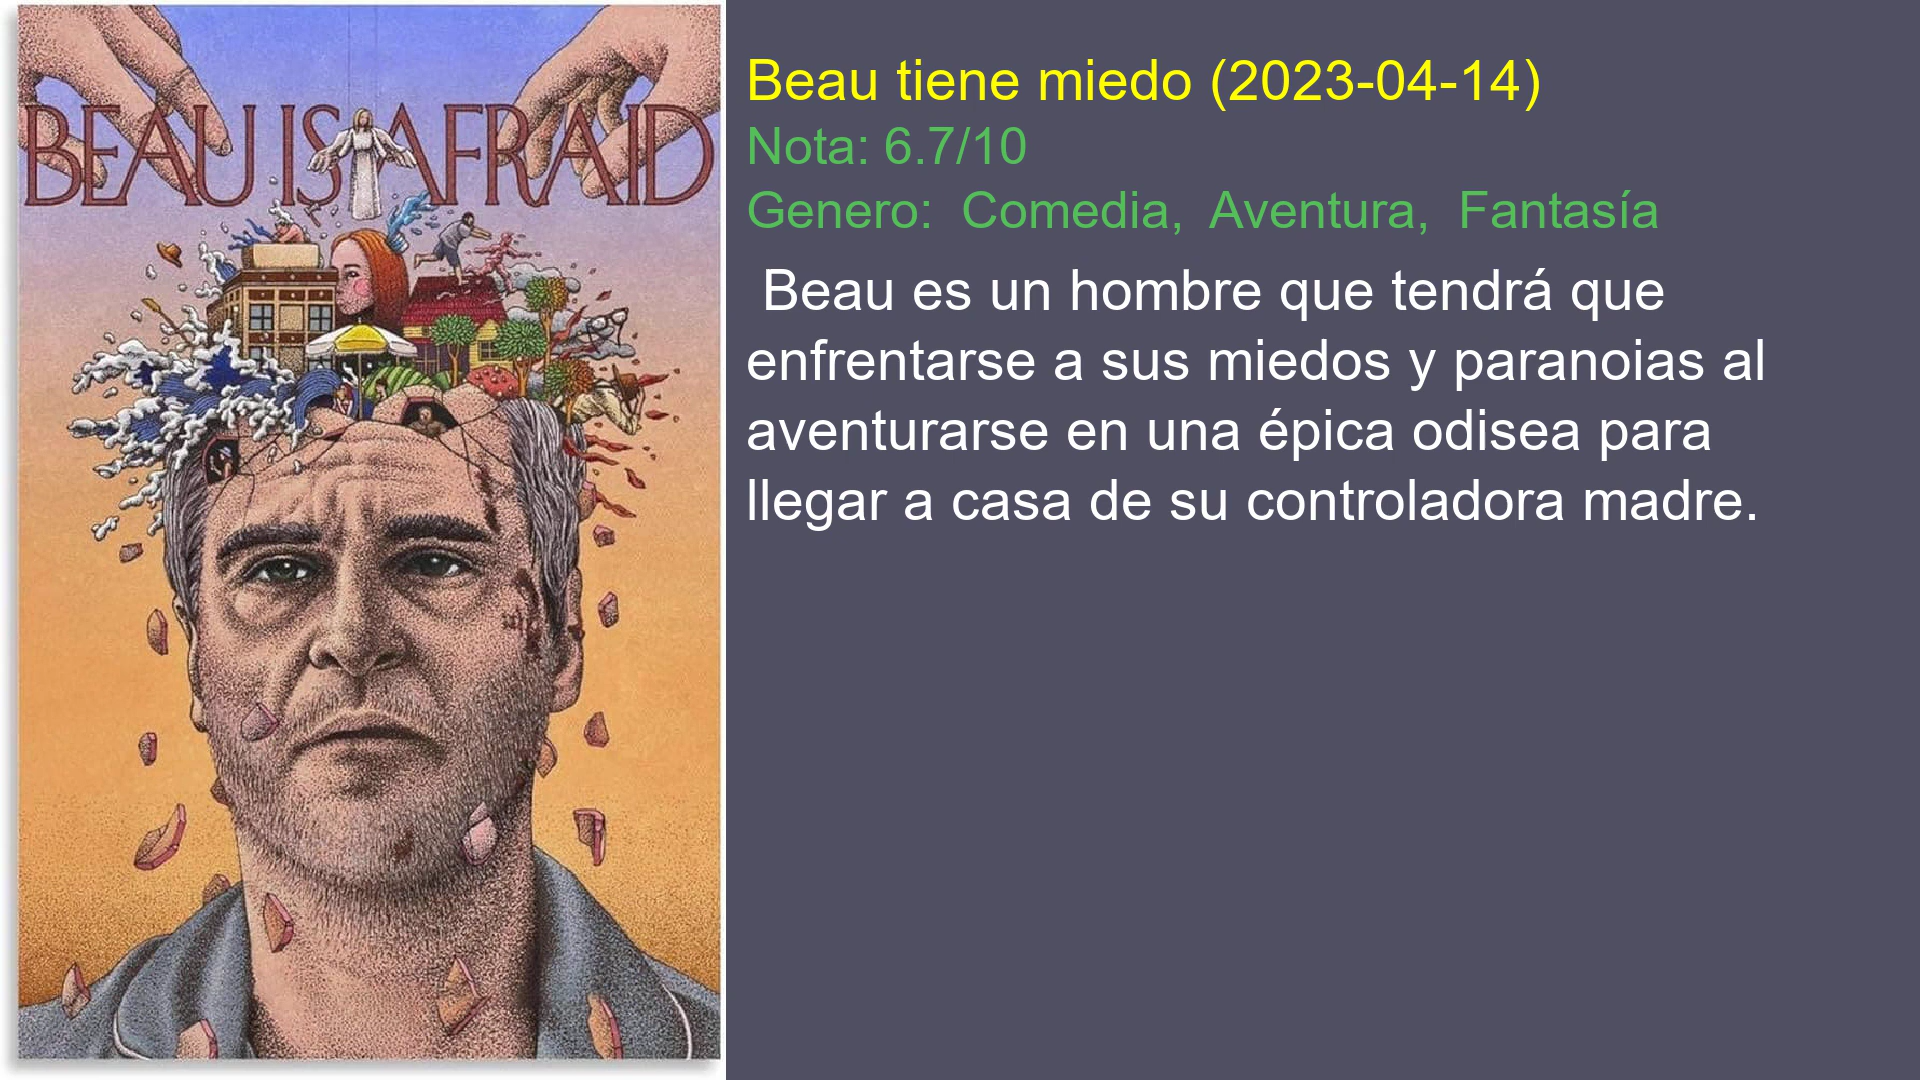 BEAU IS AFRAID
Beau tiene miedo (2023-04-14)
Nota: 6.7/10
Genero: Comedia, Aventura, Fantasía
Beau es un hombre que tendrá que
enfrentarse a sus miedos y paranoias al
aventurarse en una épica odisea para
llegar a casa de su controladora madre.